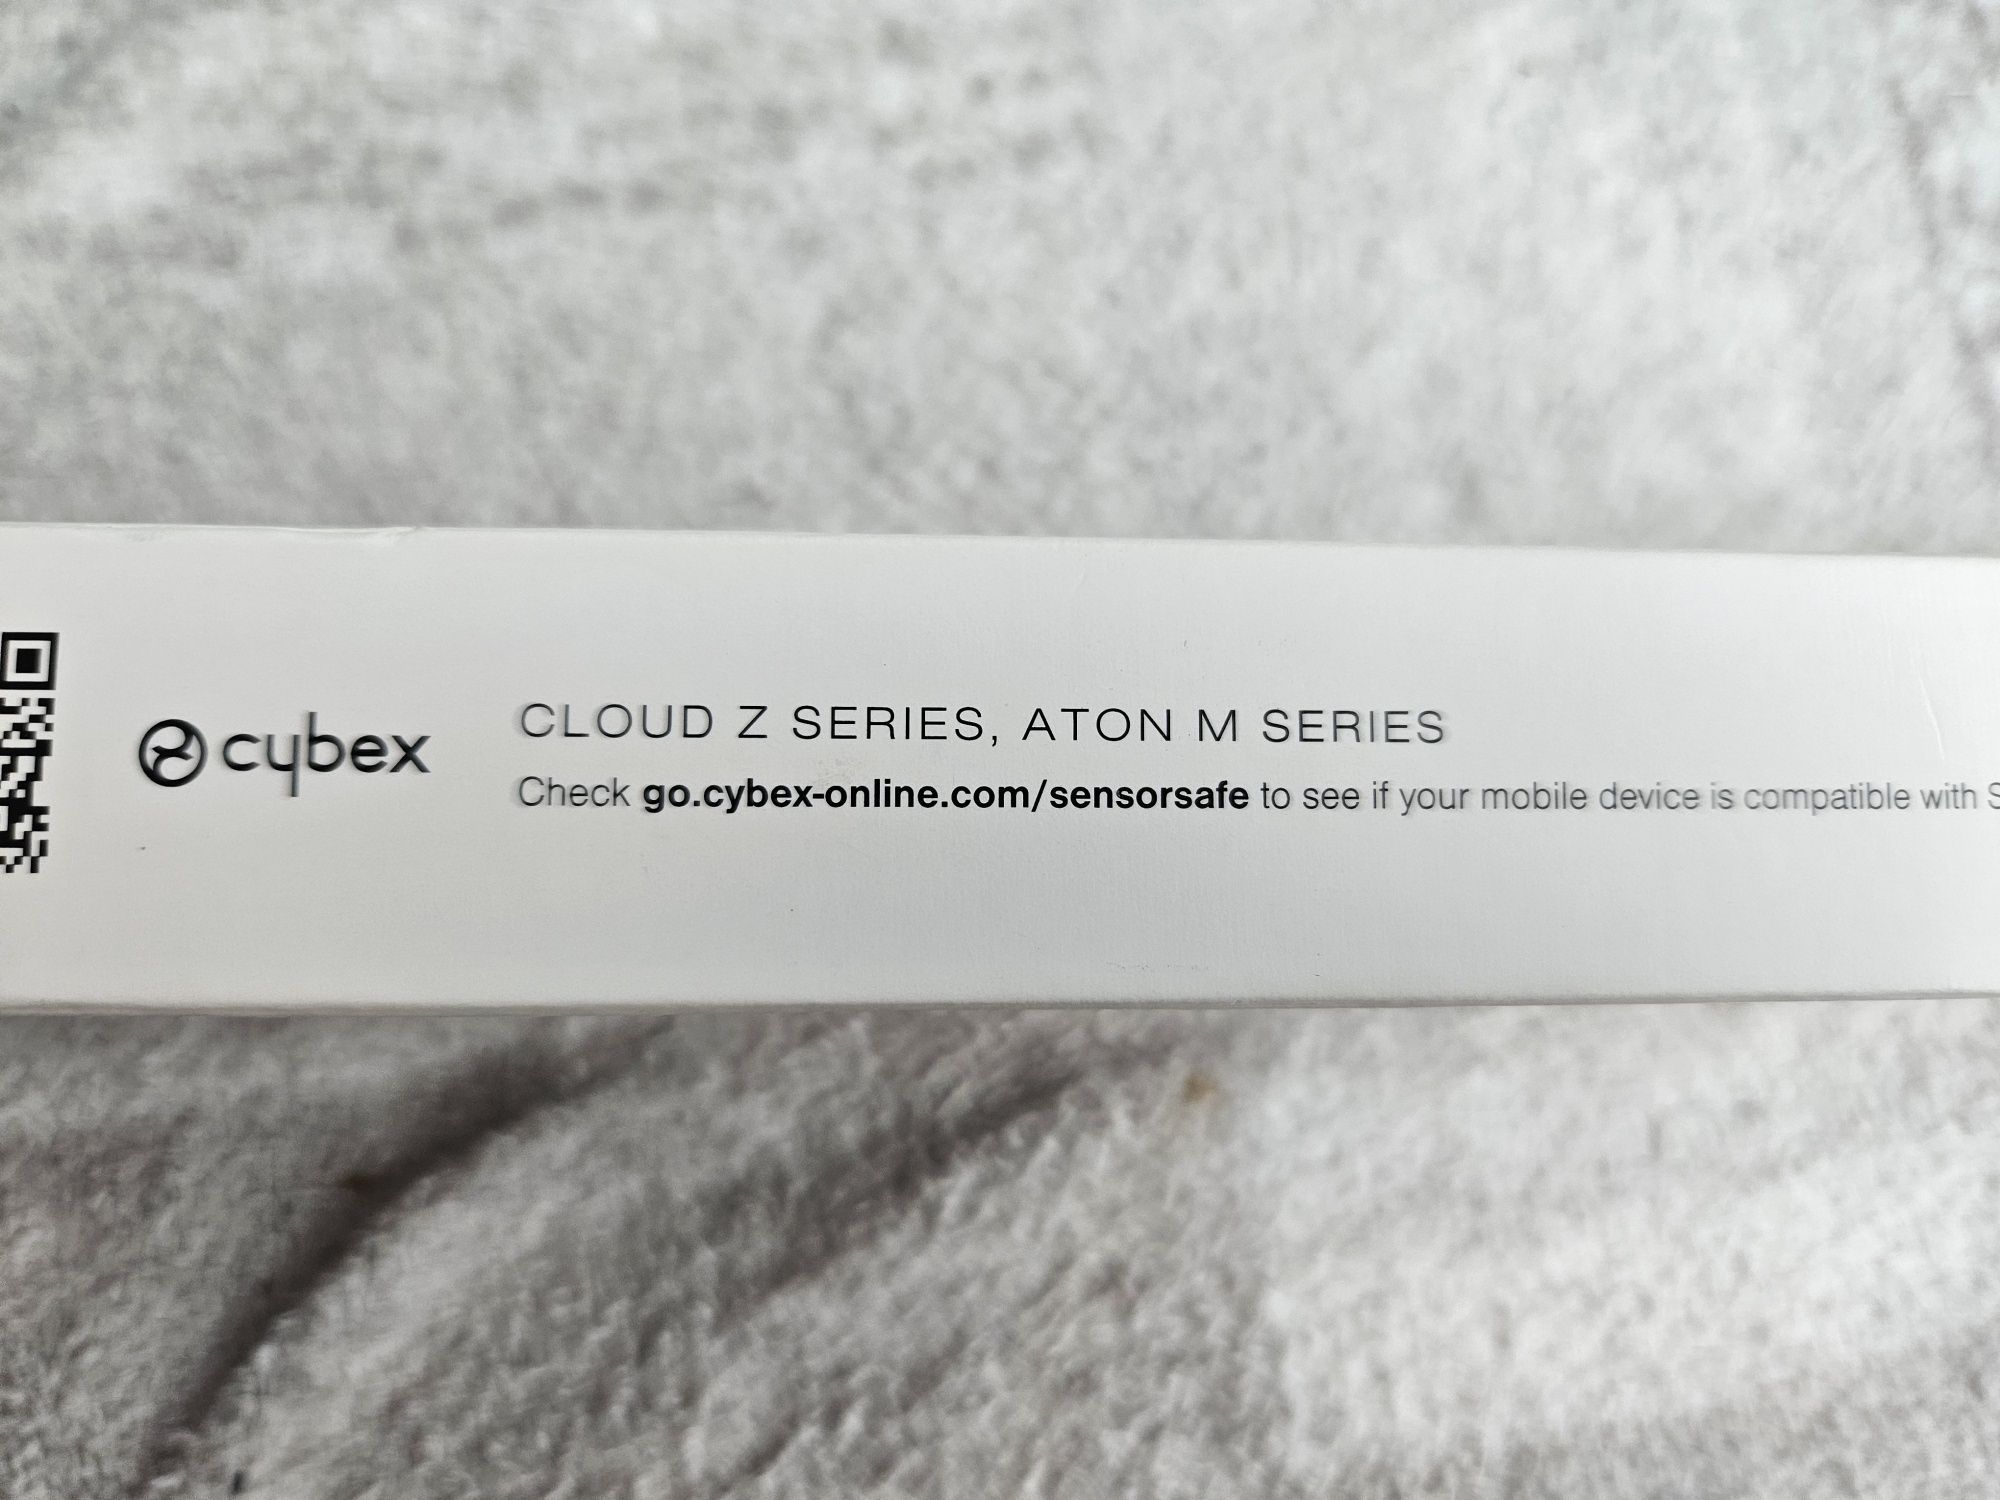 cybex
CLOUD Z SERIES, ATON M SERIES
Check go.cybex-online.com/sensorsafe to see if your mobile device is compatible with